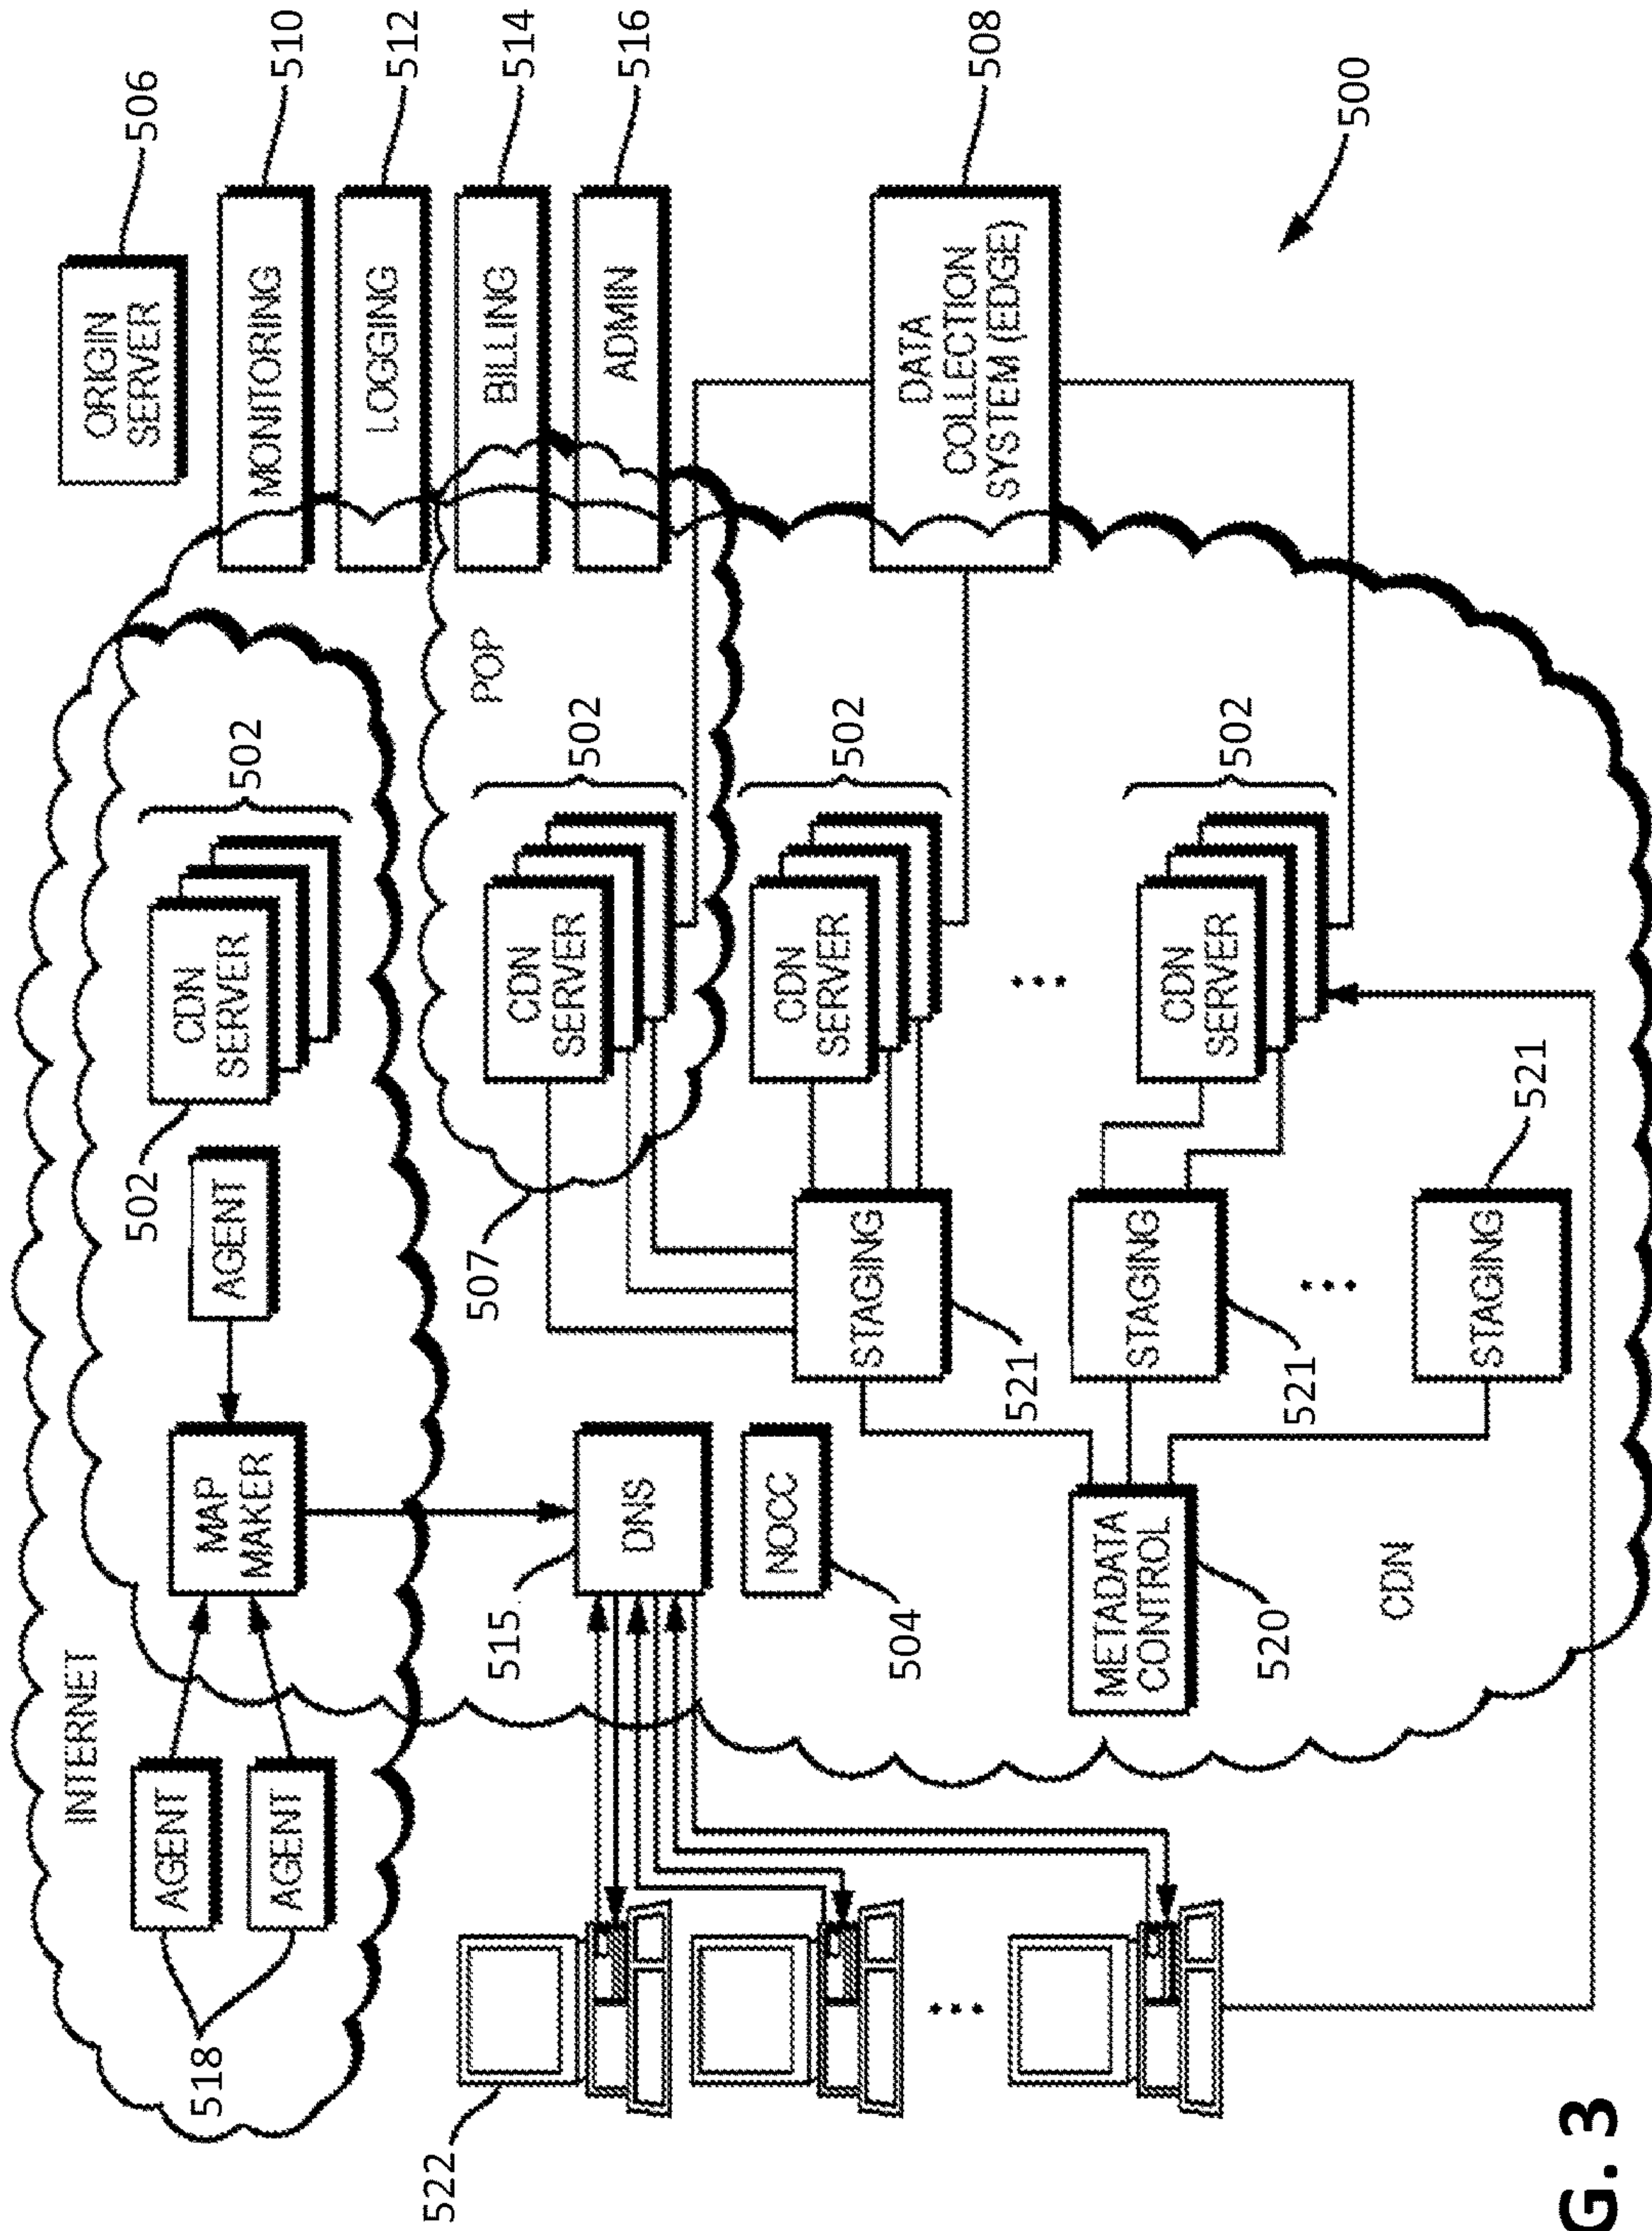 INTERNET
ORIGIN
SERVER
506
518
AGENT
AGENT
MAP
MAKER
AGENT
502
CDN
SERVER
502
MONITORING
510
LOGGING
512
522
515
DNS
507
CDN
SERVER
502
POP
BILLING
514
ADMIN
516
NOCC
504
STAGING
521
CDN
SERVER
502
DATA
COLLECTION
SYSTEM (EDGE)
508
METADATA
CONTROL
520
STAGING
521
CDN
SERVER
502
CDN
STAGING
521
500
G. 3